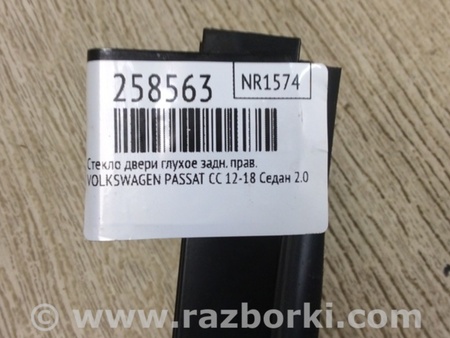 258563
NR1574
Стекло двери глухое задн. прав.
VOLKSWAGEN PASSAT CC 12-18 Седан 2.0
© www.razborki.com